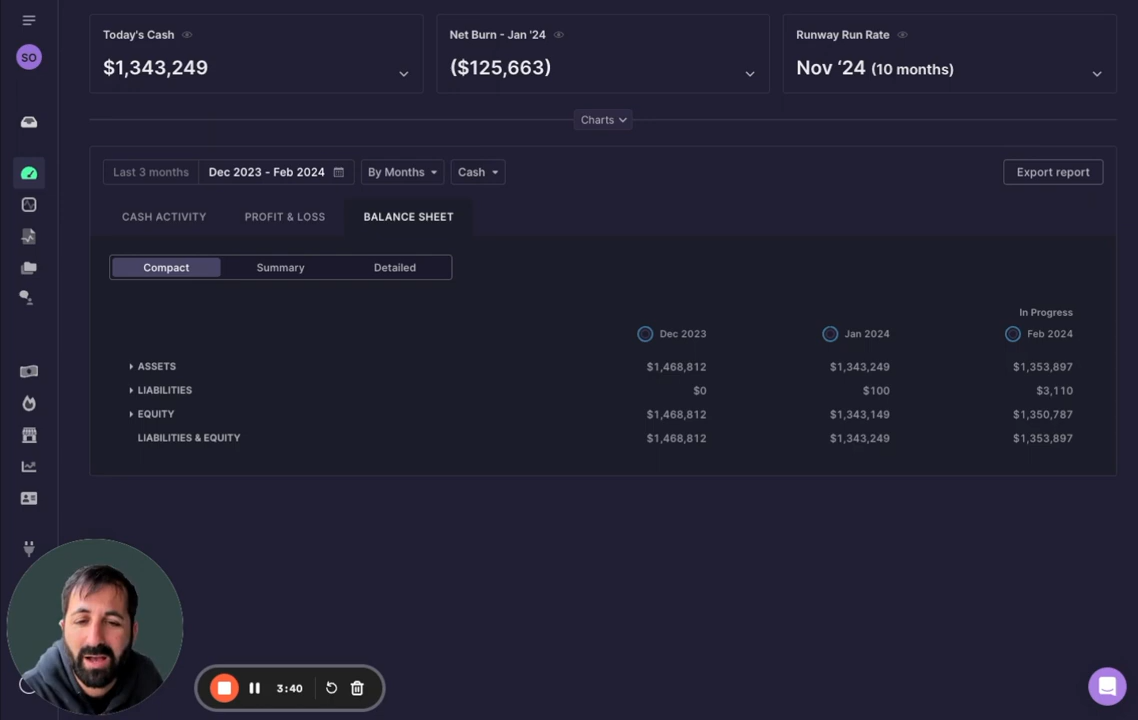 SO
Today's Cash
$1,343,249
Net Burn - Jan '24
($125,663)
Runway Run Rate
Nov ‘24 (10 months)
Charts
Last 3 months Dec 2023 - Feb 2024 By Months Cash Export report
CASH ACTIVITY PROFIT & LOSS BALANCE SHEET
Compact Summary Detailed
In Progress
Dec 2023 Jan 2024 Feb 2024
ASSETS $1,468,812 $1,343,249 $1,353,897
LIABILITIES $0 $100 $3,110
EQUITY $1,468,812 $1,343,149 $1,350,787
LIABILITIES & EQUITY $1,468,812 $1,343,249 $1,353,897
3:40